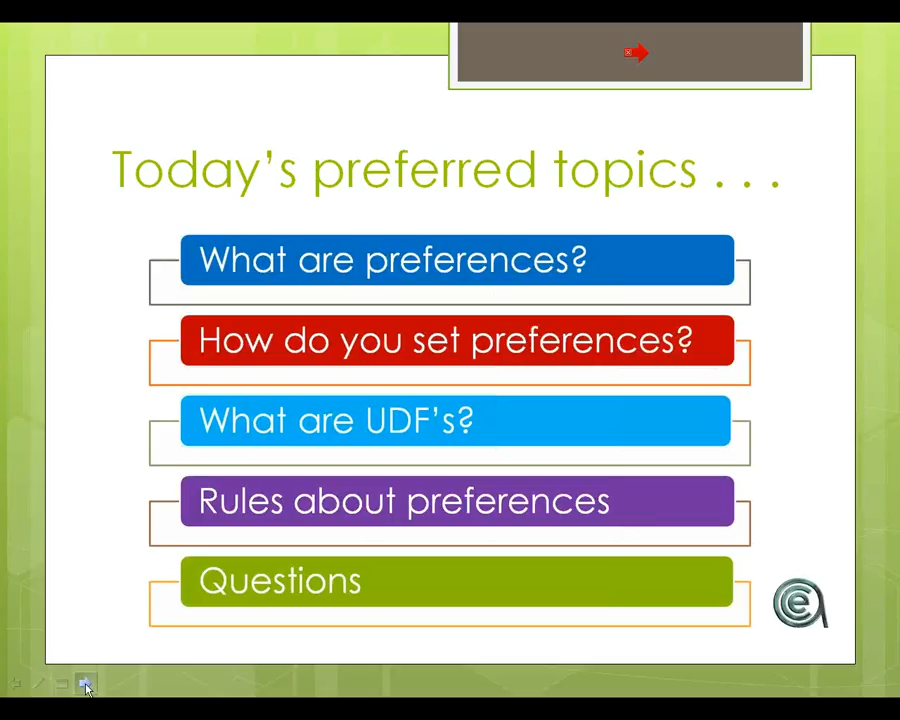 Today's preferred topics . . .
What are preferences?
How do you set preferences?
What are UDF's?
Rules about preferences
Questions